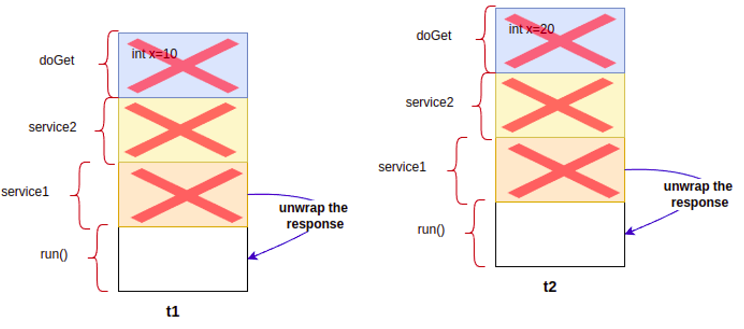 doGet
int x=10
service2
service1
unwrap the
response
run()
t1
doGet
int x=20
service2
service1
unwrap the
response
run()
t2